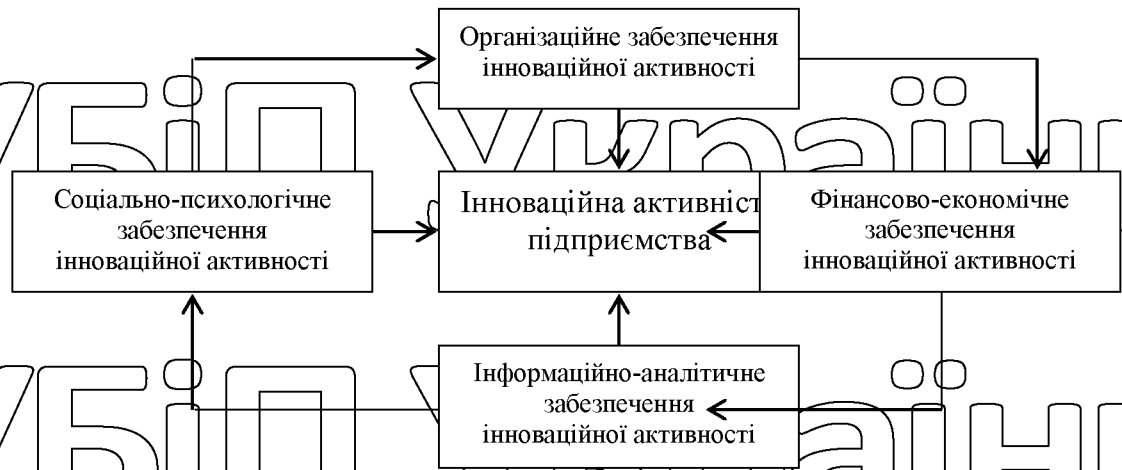 Організаційне забезпечення
інноваційної активності
Соціально-психологічне
забезпечення
інноваційної активності
Інноваційна активніст
підприємства
Фінансово-економічне
забезпечення
інноваційної активності
Інформаційно-аналітичне
забезпечення
інноваційної активності